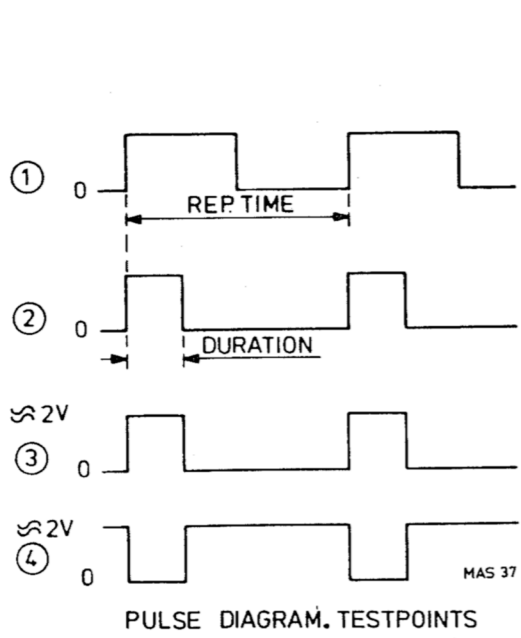 ① 0
REP. TIME
② 0
DURATION
≈ 2V
③ 0
≈ 2V
④ 0
MAS 37
PULSE DIAGRAM. TESTPOINTS